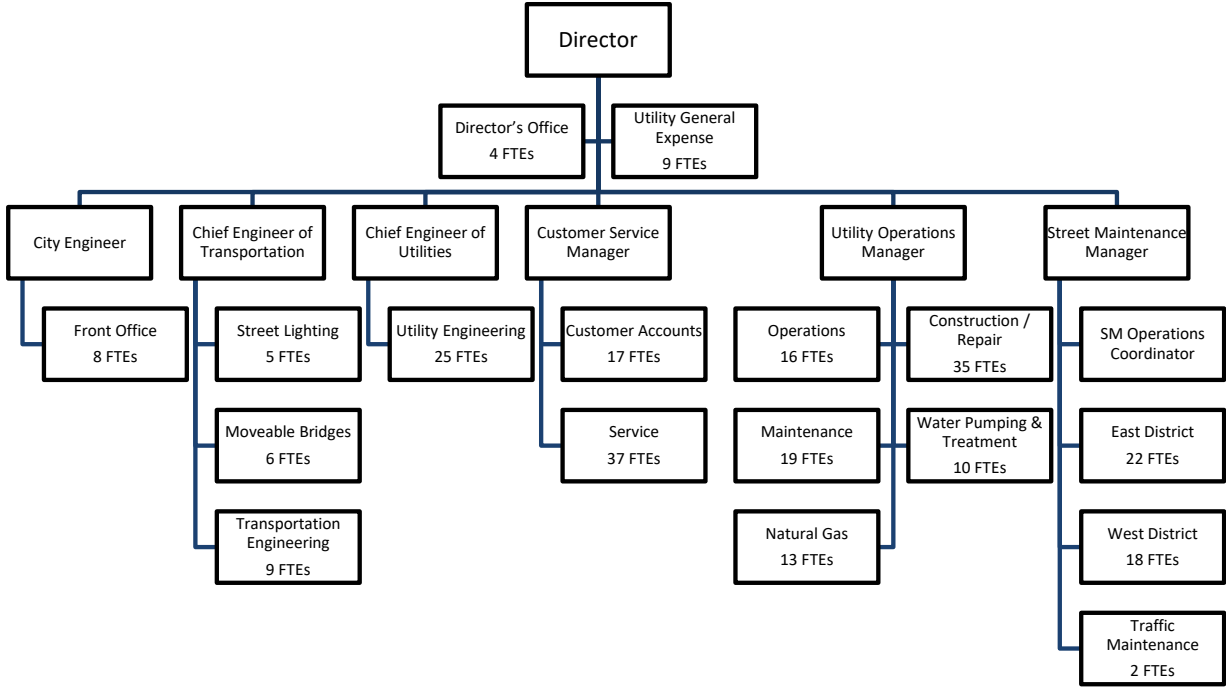 Director
Director’s Office
4 FTEs
Utility General
Expense
9 FTEs
City Engineer
Chief Engineer of
Transportation
Chief Engineer of
Utilities
Customer Service
Manager
Utility Operations
Manager
Street Maintenance
Manager
Front Office
8 FTEs
Street Lighting
5 FTEs
Utility Engineering
25 FTEs
Customer Accounts
17 FTEs
Operations
16 FTEs
Construction /
Repair
35 FTEs
SM Operations
Coordinator
Moveable Bridges
6 FTEs
Service
37 FTEs
Maintenance
19 FTEs
Water Pumping &
Treatment
10 FTEs
East District
22 FTEs
Transportation
Engineering
9 FTEs
Natural Gas
13 FTEs
West District
18 FTEs
Traffic
Maintenance
2 FTEs